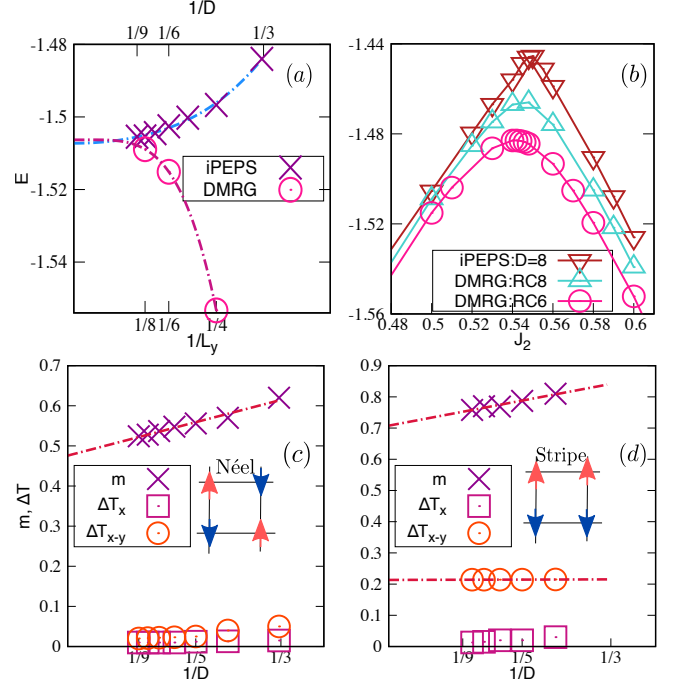 1/D
1/9 1/6 1/3
-1.48
-1.5
-1.52
-1.54
E
(a)
iPEPS
DMRG
1/8 1/6 1/4
1/L_y
-1.44
-1.48
-1.52
-1.56
(b)
iPEPS:D=8
DMRG:RC8
DMRG:RC6
0.48 0.5 0.52 0.54 0.56 0.58 0.6
J_2
0.7
0.6
0.5
0.4
0.3
0.2
0.1
0
m, ΔT
(c)
m
ΔT_x
ΔT_x-y
Néel
1/9 1/5 1/3
1/D
0.9
0.8
0.7
0.6
0.5
0.4
0.3
0.2
0.1
0
(d)
m
ΔT_x
ΔT_x-y
Stripe
1/9 1/5 1/3
1/D